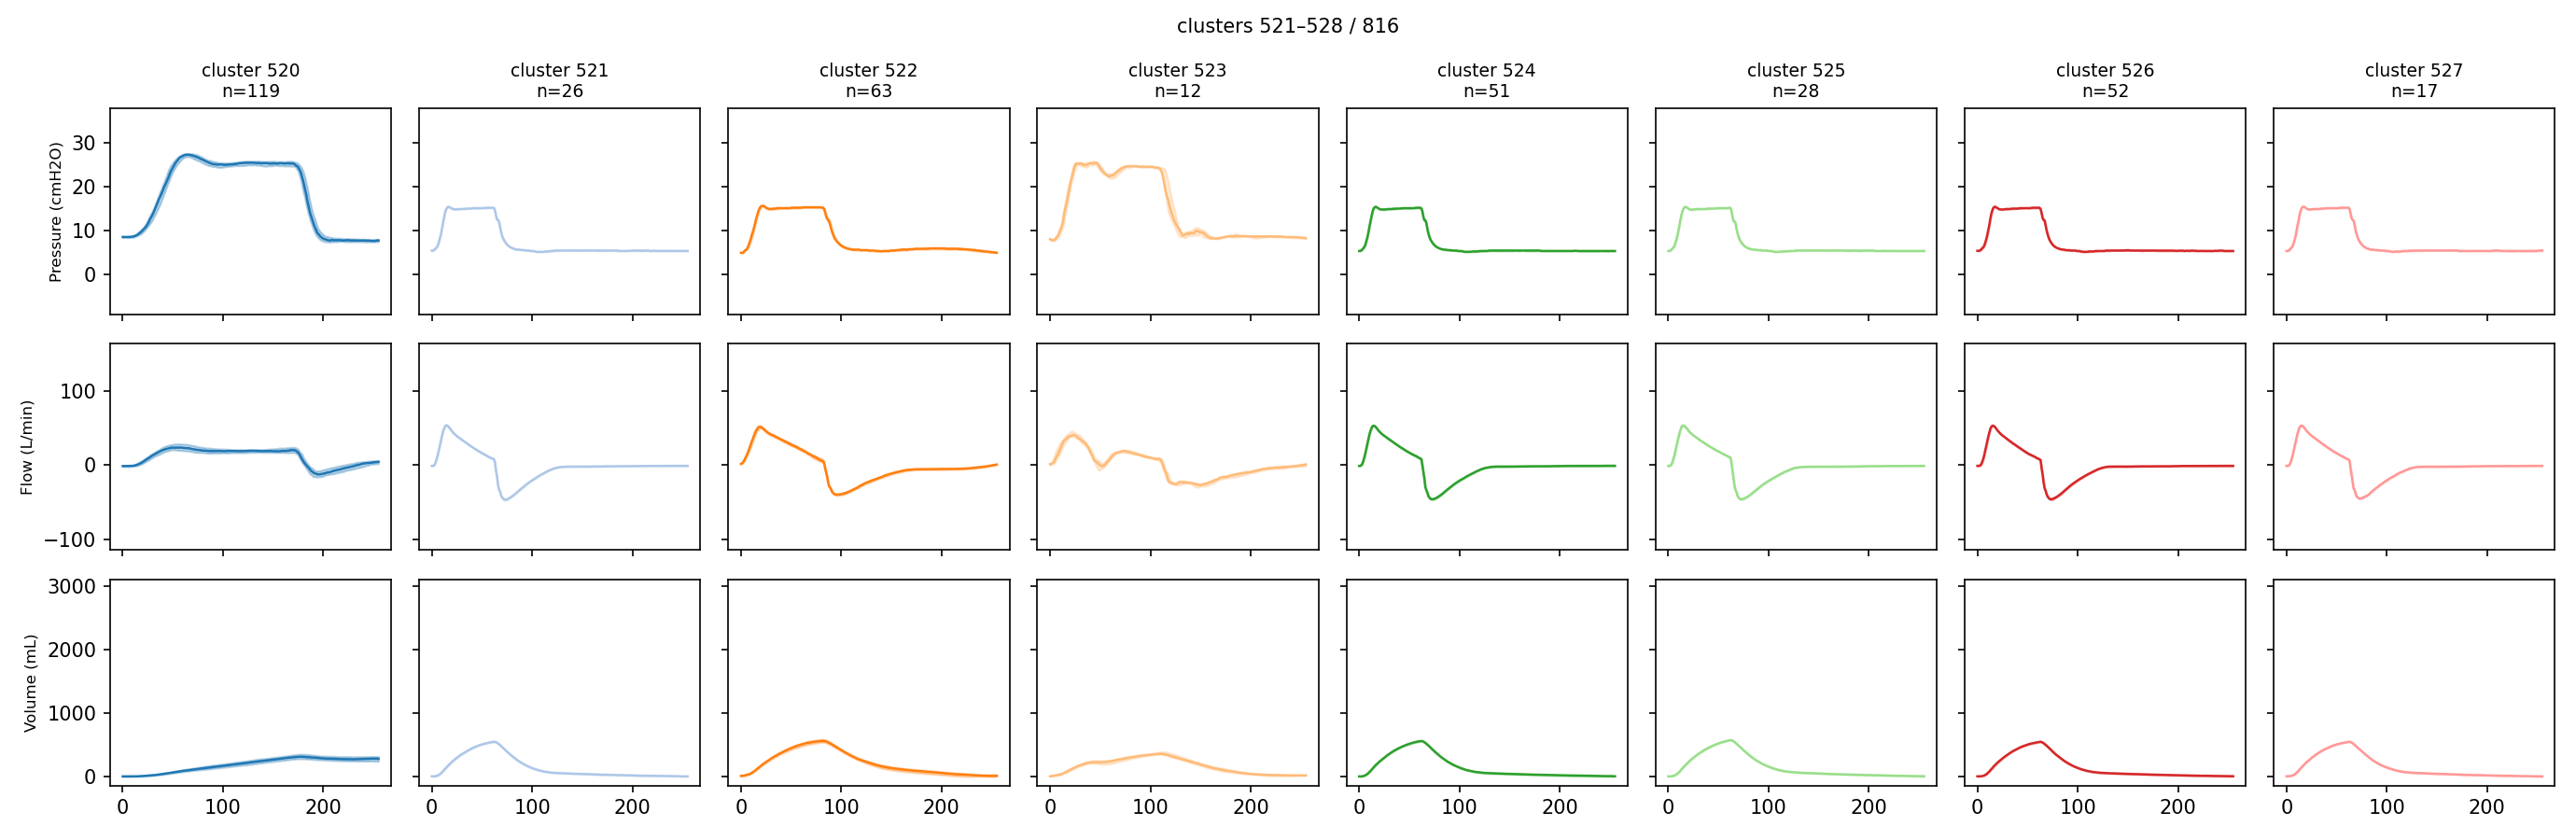 clusters 521–528 / 816
cluster 520
n=119
cluster 521
n=26
cluster 522
n=63
cluster 523
n=12
cluster 524
n=51
cluster 525
n=28
cluster 526
n=52
cluster 527
n=17
Pressure (cmH2O)
30
20
10
0
Flow (L/min)
100
0
−100
Volume (mL)
3000
2000
1000
0
0 100 200
0 100 200
0 100 200
0 100 200
0 100 200
0 100 200
0 100 200
0 100 200